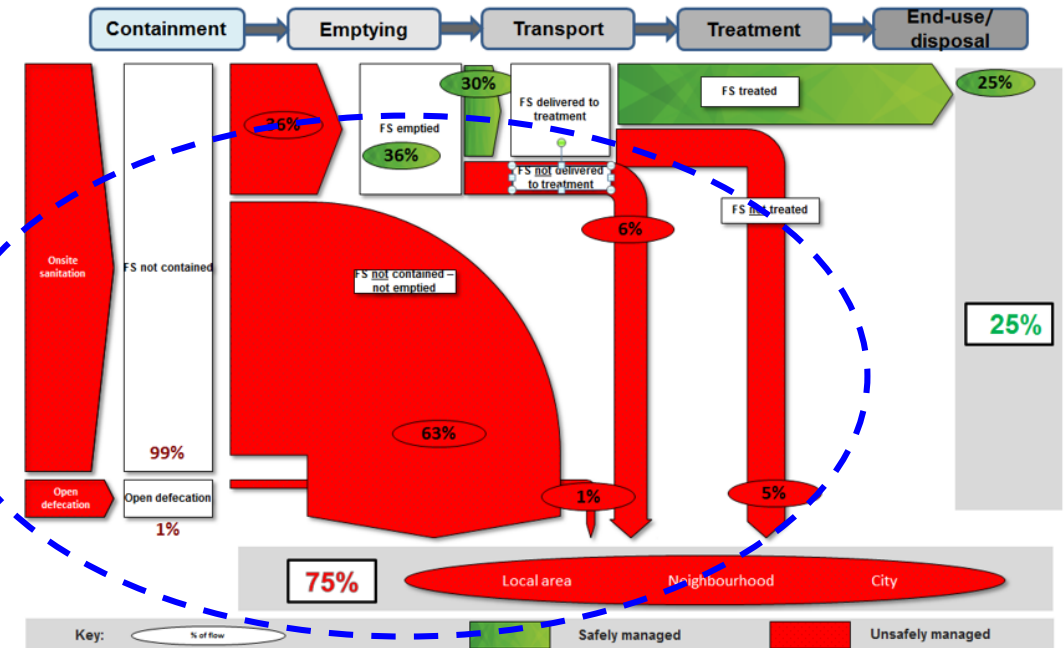 Containment
Emptying
Transport
Treatment
End-use/
disposal
36%
FS emptied
36%
30%
FS delivered to
treatment
FS treated
25%
FS not delivered
to treatment
6%
FS not treated
Onsite
sanitation
FS not contained
FS not contained –
not emptied
25%
63%
99%
Open
defecation
Open defecation
1%
1%
5%
75%
Local area
Neighbourhood
City
Key:
% of flow
Safely managed
Unsafely managed